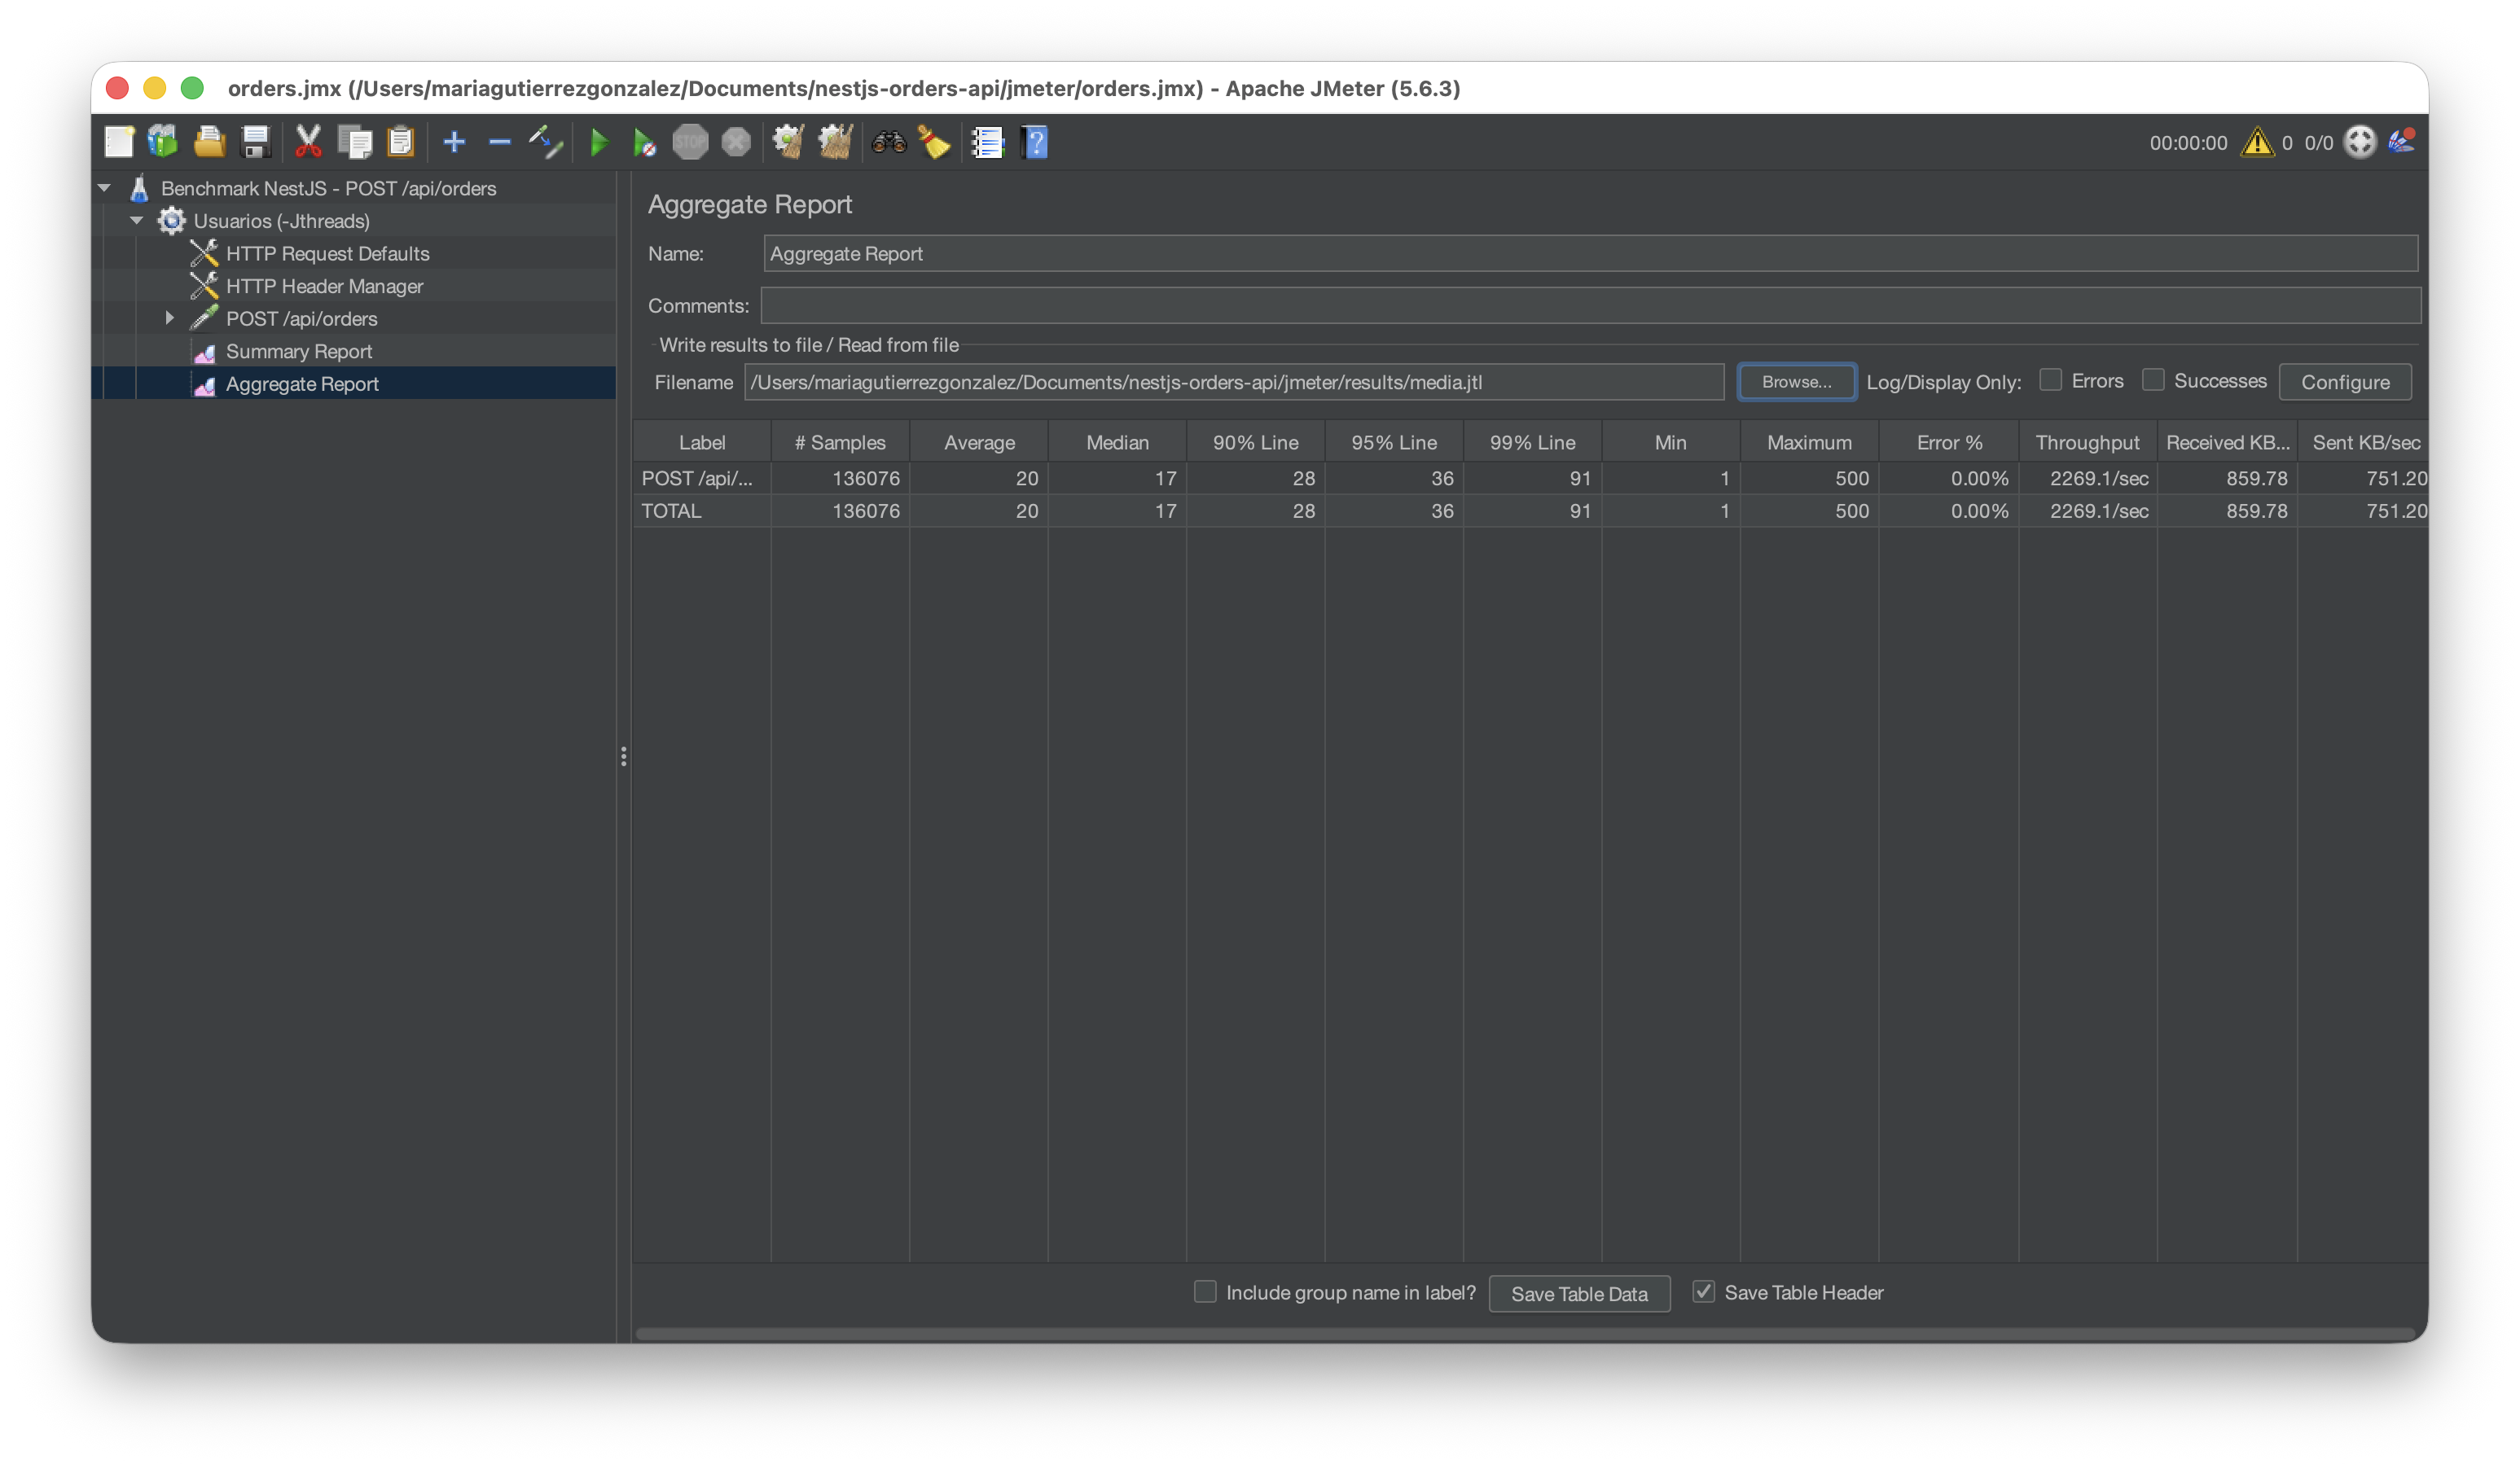 orders.jmx (/Users/mariagutierrezgonzalez/Documents/nestjs-orders-api/jmeter/orders.jmx) - Apache JMeter (5.6.3)
STOP
?
00:00:00 0 0/0
Benchmark NestJS - POST /api/orders
Usuarios (-Jthreads)
HTTP Request Defaults
HTTP Header Manager
POST /api/orders
Summary Report
Aggregate Report
Aggregate Report
Name: Aggregate Report
Comments:
Write results to file / Read from file
Filename /Users/mariagutierrezgonzalez/Documents/nestjs-orders-api/jmeter/results/media.jtl Browse... Log/Display Only: Errors Successes Configure
Label # Samples Average Median 90% Line 95% Line 99% Line Min Maximum Error % Throughput Received KB... Sent KB/sec
POST /api/... 136076 20 17 28 36 91 1 500 0.00% 2269.1/sec 859.78 751.20
TOTAL 136076 20 17 28 36 91 1 500 0.00% 2269.1/sec 859.78 751.20
Include group name in label? Save Table Data Save Table Header